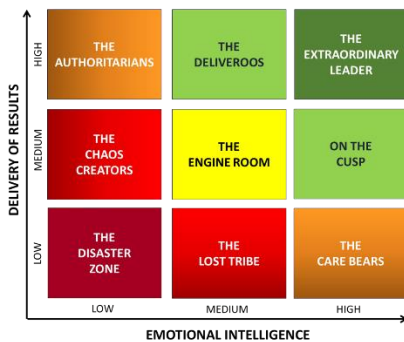 DELIVERY OF RESULTS
HIGH
THE
AUTHORITARIANS
THE
DELIVEROOS
THE
EXTRAORDINARY
LEADER
MEDIUM
THE
CHAOS
CREATORS
THE
ENGINE ROOM
ON THE
CUSP
LOW
THE
DISASTER
ZONE
THE
LOST TRIBE
THE
CARE BEARS
LOW
MEDIUM
HIGH
EMOTIONAL INTELLIGENCE